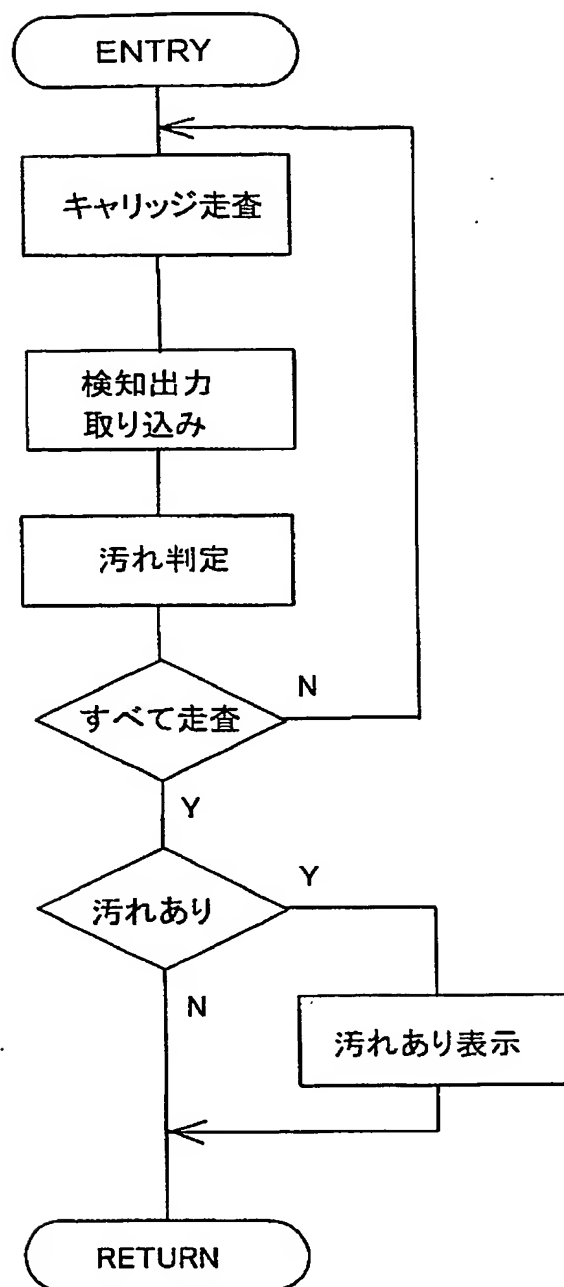 ENTRY
キャリッジ走査
検知出力
取り込み
汚れ判定
N
すべて走査
Y
Y
汚れあり
N
汚れあり表示
RETURN